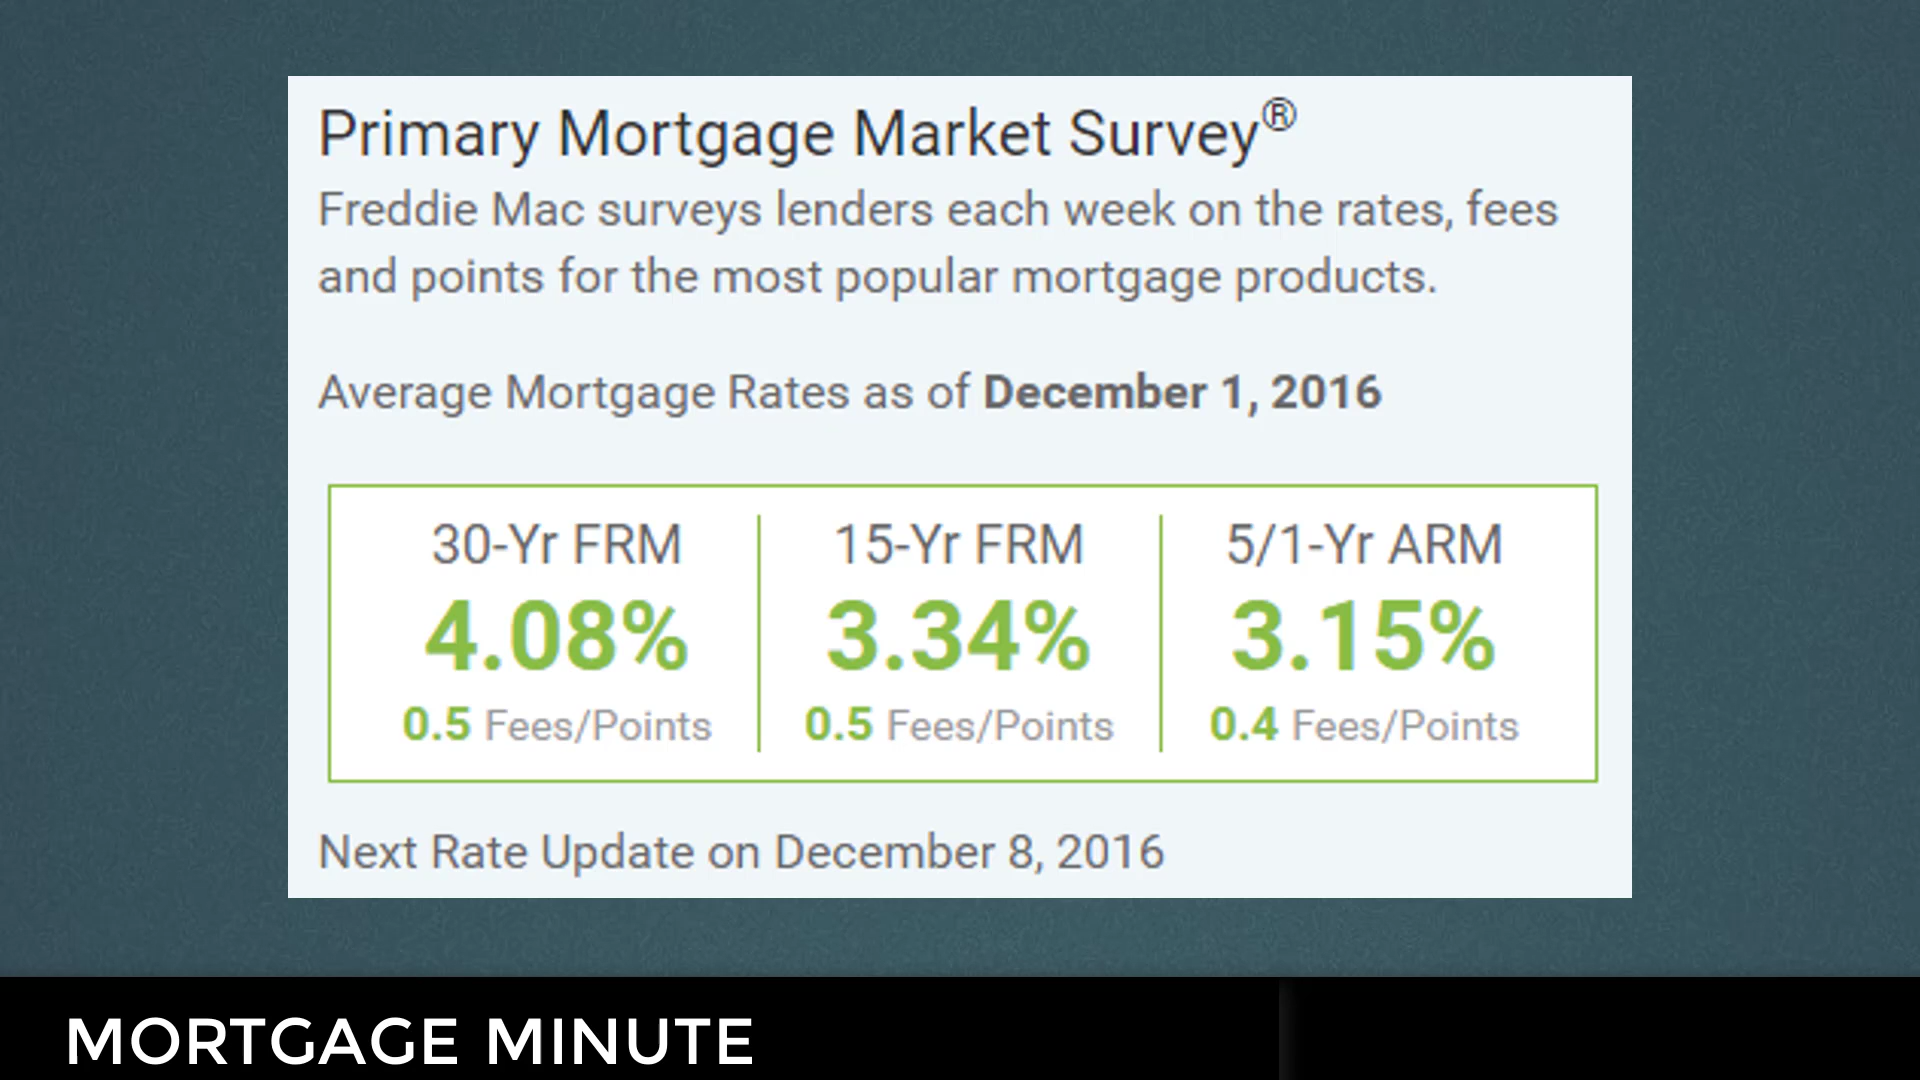 Primary Mortgage Market Survey®
Freddie Mac surveys lenders each week on the rates, fees
and points for the most popular mortgage products.
Average Mortgage Rates as of December 1, 2016
30-Yr FRM
4.08%
0.5 Fees/Points
15-Yr FRM
3.34%
0.5 Fees/Points
5/1-Yr ARM
3.15%
0.4 Fees/Points
Next Rate Update on December 8, 2016
MORTGAGE MINUTE